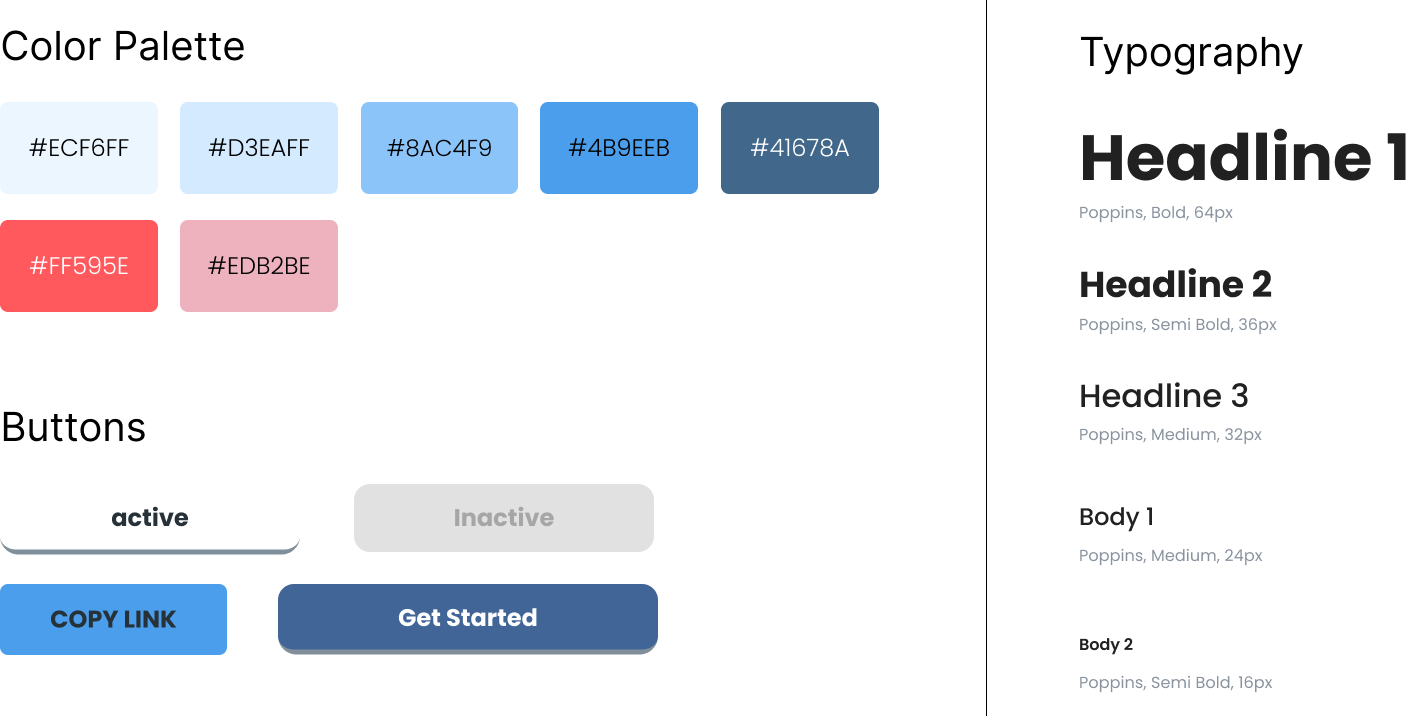 Color Palette
#ECF6FF
#D3EAFF
#8AC4F9
#4B9EEB
#41678A
#FF595E
#EDB2BE
Buttons
active
Inactive
COPY LINK
Get Started
Typography
Headline 1
Poppins, Bold, 64px
Headline 2
Poppins, Semi Bold, 36px
Headline 3
Poppins, Medium, 32px
Body 1
Poppins, Medium, 24px
Body 2
Poppins, Semi Bold, 16px